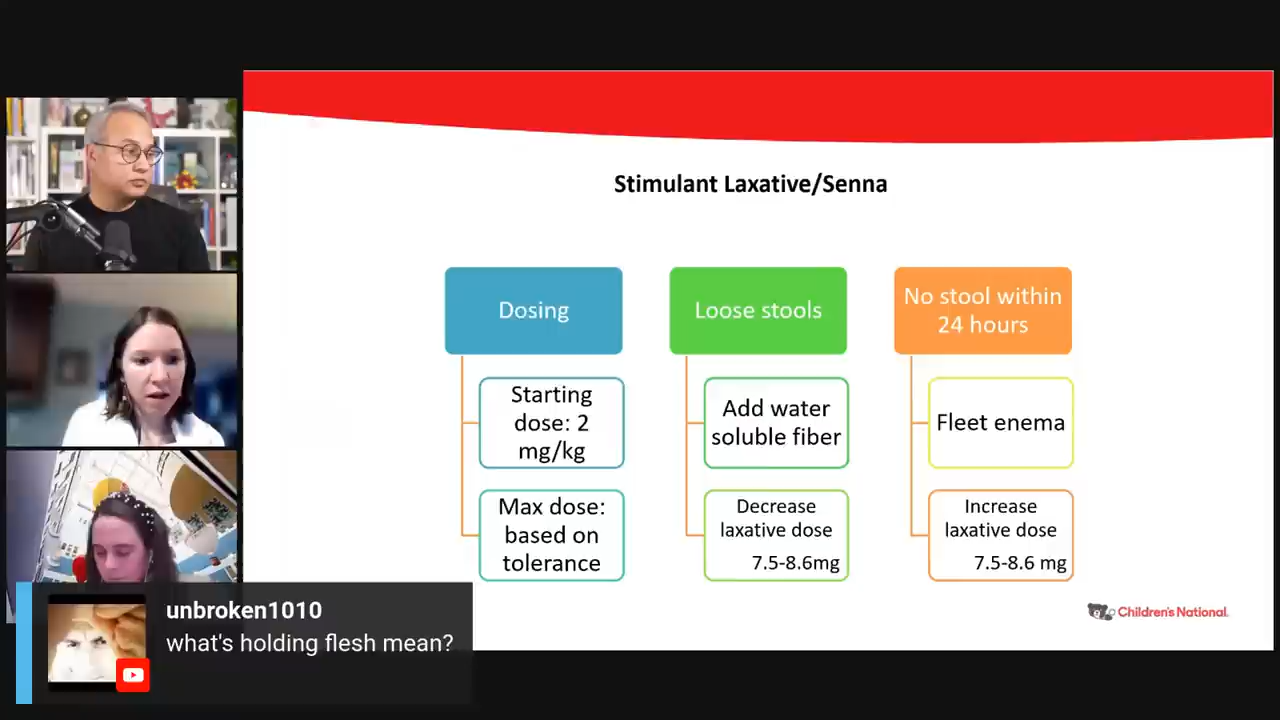 Stimulant Laxative/Senna
Dosing
Starting
dose: 2
mg/kg
Max dose:
based on
tolerance
Loose stools
Add water
soluble fiber
Decrease
laxative dose
7.5-8.6mg
No stool within
24 hours
Fleet enema
Increase
laxative dose
7.5-8.6 mg
Children's National
unbroken1010
what's holding flesh mean?